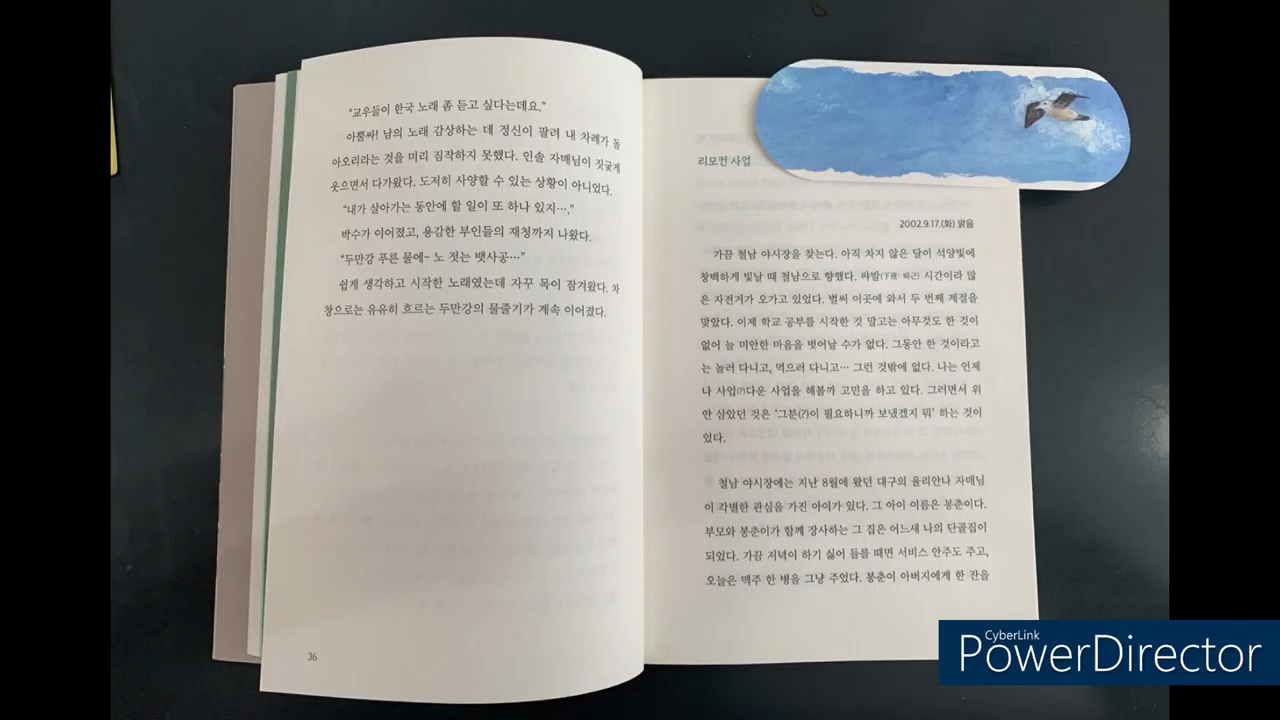 "교우들이 한국 노래 좀 듣고 싶다는데요."
아뿔싸! 남의 노래 감상하는 데 정신이 팔려 내 차례가 돌
아오리라는 것을 미리 짐작하지 못했다. 인솔 자매님이 짓궂게
웃으면서 다가왔다. 도저히 사양할 수 있는 상황이 아니었다.
"내가 살아가는 동안에 할 일이 또 하나 있지…."
박수가 이어졌고, 용감한 부인들의 재청까지 나왔다.
"두만강 푸른 물에~ 노 젓는 뱃사공…"
쉽게 생각하고 시작한 노래였는데 자꾸 목이 잠겨왔다. 차
창으로는 유유히 흐르는 두만강의 물줄기가 계속 이어졌다.
36
리모컨 사업
2002.9.17.(화) 맑음
가끔 철남 야시장을 찾는다. 아직 차지 않은 달이 석양빛에
창백하게 빛날 때 철남으로 향했다. 쌰발(下班: 퇴근) 시간이라 많
은 자전거가 오가고 있었다. 벌써 이곳에 와서 두 번째 계절을
맞았다. 이제 학교 공부를 시작한 것 말고는 아무것도 한 것이
없어 늘 미안한 마음을 벗어날 수가 없다. 그동안 한 것이라고
는 놀러 다니고, 먹으러 다니고… 그런 것밖에 없다. 나는 언제
나 사업(?)다운 사업을 해볼까 고민을 하고 있다. 그러면서 위
안 삼았던 것은 '그분(?)이 필요하니까 보냈겠지 뭐' 하는 것이
었다.
철남 야시장에는 지난 8월에 왔던 대구의 율리안나 자매님
이 각별한 관심을 가진 아이가 있다. 그 아이 이름은 봉춘이다.
부모와 봉춘이가 함께 장사하는 그 집은 어느새 나의 단골집이
되었다. 가끔 저녁이 하기 싫어 들를 때면 서비스 안주도 주고,
오늘은 맥주 한 병을 그냥 주었다. 봉춘이 아버지에게 한 잔을
CyberLink
PowerDirector